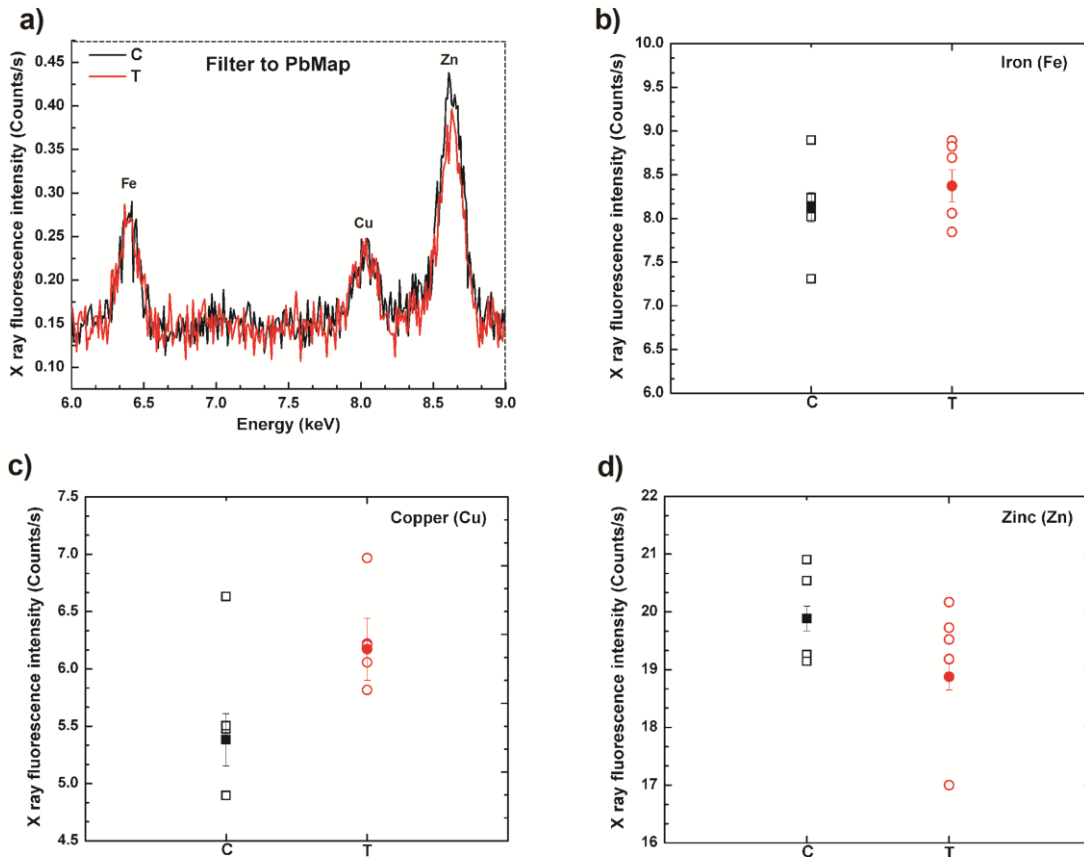 a)
C
T
Filter to PbMap
Fe
Cu
Zn
X ray fluorescence intensity (Counts/s)
0.45
0.40
0.35
0.30
0.25
0.20
0.15
0.10
6.0 6.5 7.0 7.5 8.0 8.5 9.0
Energy (keV)
b)
Iron (Fe)
X ray fluorescence intensity (Counts/s)
10.0
9.5
9.0
8.5
8.0
7.5
7.0
6.5
6.0
C T
c)
Copper (Cu)
X ray fluorescence intensity (Counts/s)
7.5
7.0
6.5
6.0
5.5
5.0
4.5
C T
d)
Zinc (Zn)
X ray fluorescence intensity (Counts/s)
22
21
20
19
18
17
16
C T